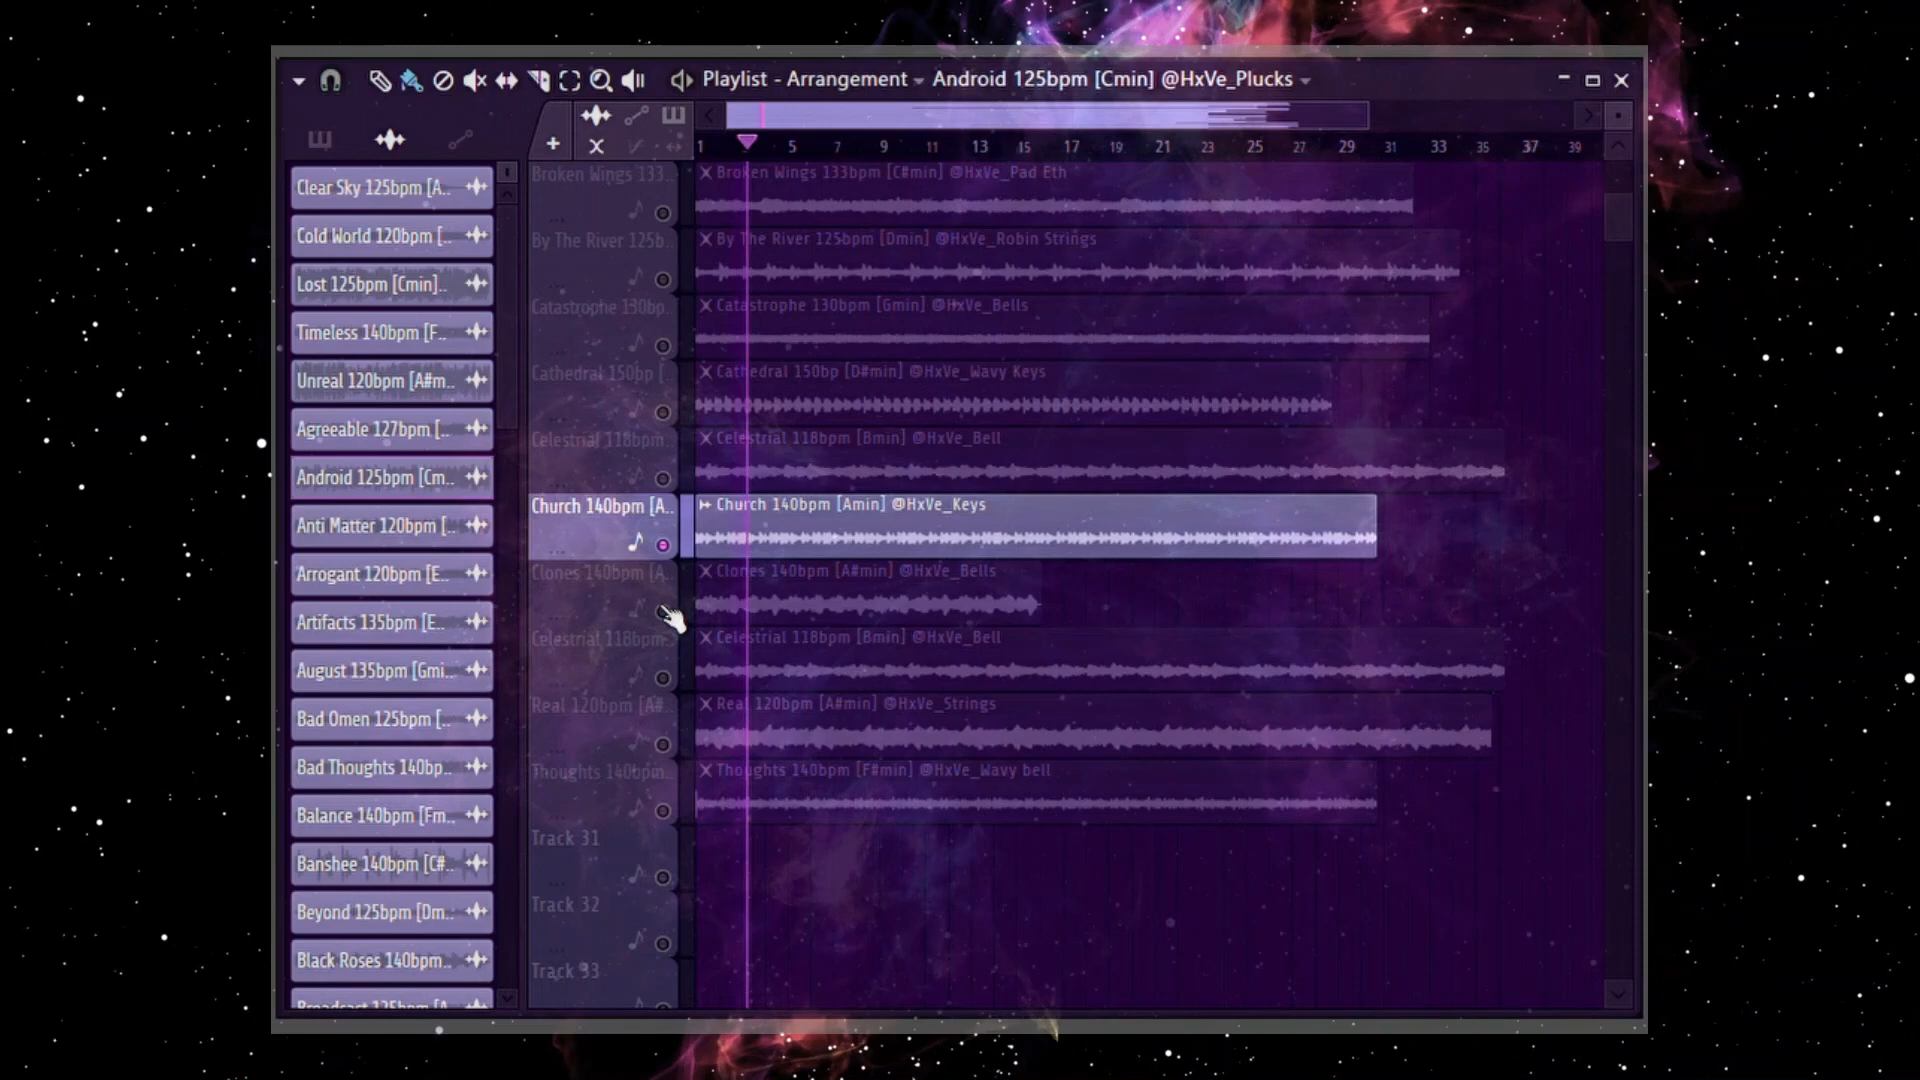 Playlist - Arrangement Android 125bpm [Cmin] @HxVe_Plucks
1 5 7 9 11 13 15 17 19 21 23 25 27 29 31 33 35 37 39
Clear Sky 125bpm [A..
Cold World 120bpm [..
Lost 125bpm [Cmin]..
Timeless 140bpm [F..
Unreal 120bpm [A#m..
Agreeable 127bpm [..
Android 125bpm [Cm..
Anti Matter 120bpm [..
Arrogant 120bpm [E..
Artifacts 135bpm [E..
August 135bpm [Gmi..
Bad Omen 125bpm [..
Bad Thoughts 140bp..
Balance 140bpm [Fm..
Banshee 140bpm [C#..
Beyond 125bpm [Dm..
Black Roses 140bpm..
Broadcast 125bpm [A
Broken Wings 133..
Broken Wings 133bpm [C#min] @HxVe_Pad Eth
By The River 125b..
By The River 125bpm [Dmin] @HxVe_Robin Strings
Catastrophe 130bp..
Catastrophe 130bpm [Gmin] @HxVe_Bells
Cathedral 150bp [..
Cathedral 150bp [D#min] @HxVe_Wavy Keys
Celestrial 118bpm..
Celestrial 118bpm [Bmin] @HxVe_Bell
Church 140bpm [A..
Church 140bpm [Amin] @HxVe_Keys
Clones 140bpm [A..
Clones 140bpm [A#min] @HxVe_Bells
Celestrial 118bpm..
Celestrial 118bpm [Bmin] @HxVe_Bell
Real 120bpm [A#..
Real 120bpm [A#min] @HxVe_Strings
Thoughts 140bpm..
Thoughts 140bpm [F#min] @HxVe_Wavy bell
Track 31
Track 32
Track 33